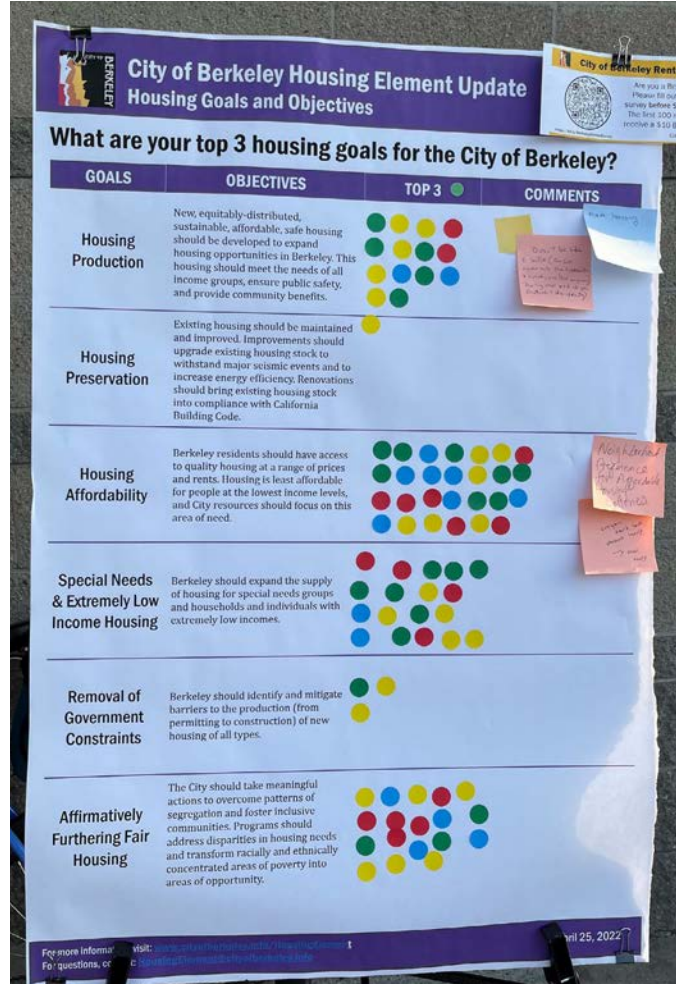 CITY OF
BERKELEY
City of Berkeley Housing Element Update
Housing Goals and Objectives
City of Berkeley Rent
Are you a
Please fill out
survey before
The first 100
receive a $10
What are your top 3 housing goals for the City of Berkeley?
GOALS
OBJECTIVES
TOP 3
COMMENTS
Housing
Production
New, equitably-distributed,
sustainable, affordable, safe housing
should be developed to expand
housing opportunities in Berkeley. This
housing should meet the needs of all
income groups, ensure public safety,
and provide community benefits.
Housing
Preservation
Existing housing should be maintained
and improved. Improvements should
upgrade existing housing stock to
withstand major seismic events and to
increase energy efficiency. Renovations
should bring existing housing stock
into compliance with California
Building Code.
Housing
Affordability
Berkeley residents should have access
to quality housing at a range of prices
and rents. Housing is least affordable
for people at the lowest income levels,
and City resources should focus on this
area of need.
Neighborhood
Preference
for Affordable
Special Needs
& Extremely Low
Income Housing
Berkeley should expand the supply
of housing for special needs groups
and households and individuals with
extremely low incomes.
Removal of
Government
Constraints
Berkeley should identify and mitigate
barriers to the production (from
permitting to construction) of new
housing of all types.
Affirmatively
Furthering Fair
Housing
The City should take meaningful
actions to overcome patterns of
segregation and foster inclusive
communities. Programs should
address disparities in housing needs
and transform racially and ethnically
concentrated areas of poverty into
areas of opportunity.
For more informa visit:
For questions, co
ril 25, 2022